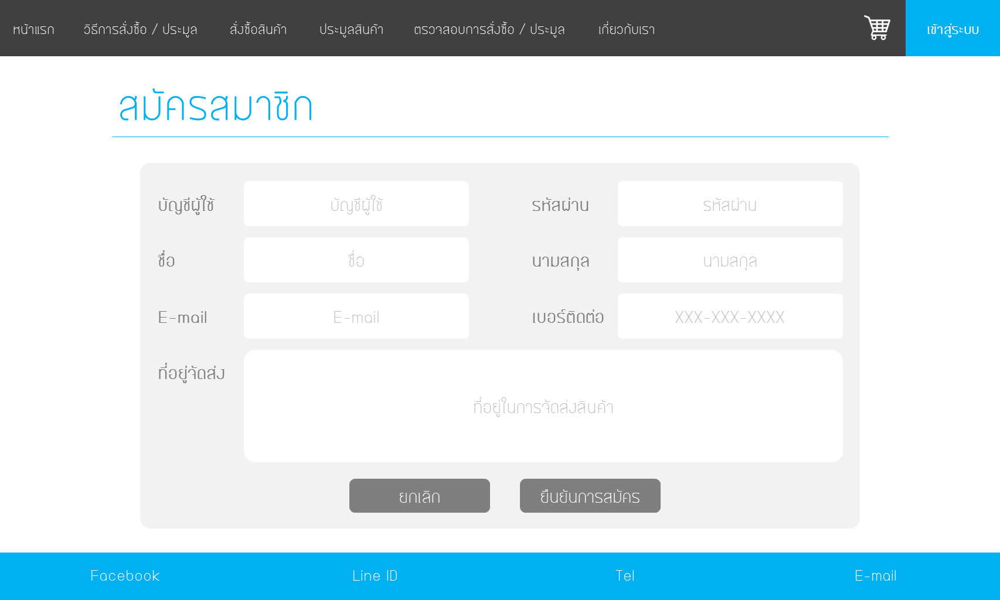 หน้าแรก วิธีการสั่งซื้อ / ประมูล สั่งซื้อสินค้า ประมูลสินค้า ตรวจสอบการสั่งซื้อ / ประมูล เกี่ยวกับเรา เข้าสู่ระบบ
สมัครสมาชิก
บัญชีผู้ใช้ บัญชีผู้ใช้ รหัสผ่าน รหัสผ่าน
ชื่อ ชื่อ นามสกุล นามสกุล
E-mail E-mail เบอร์ติดต่อ XXX-XXX-XXXX
ที่อยู่จัดส่ง
ที่อยู่ในการจัดส่งสินค้า
ยกเลิก ยืนยันการสมัคร
Facebook Line ID Tel E-mail